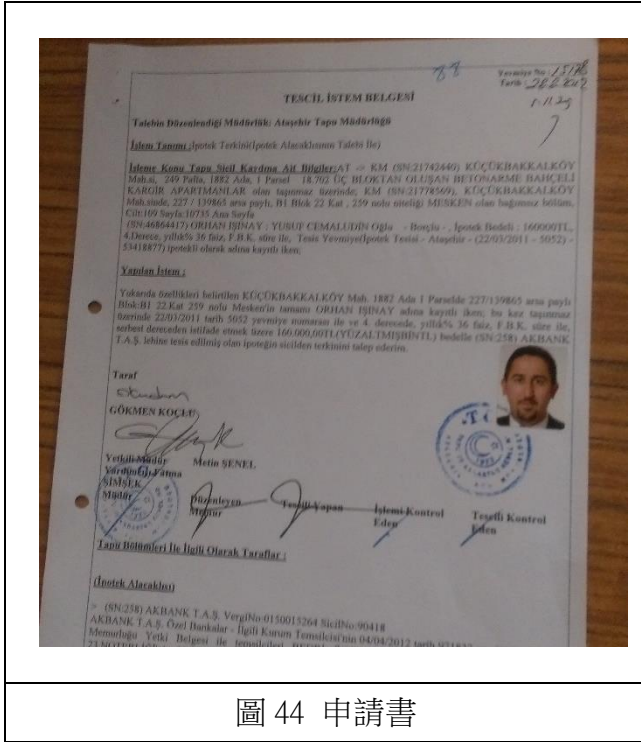 88
Yevmiye No : 15178
Tarih :
TESCİL İSTEM BELGESİ
Talebin Düzenlendiği Müdürlük: Ataşehir Tapu Müdürlüğü
İşlem Tanımı :İpotek Terkini(İpotek Alacaklısının Talebi İle)
İsteme Konu Tapu Sicil Kaydına Ait Bilgiler:AT -> KM (SN:21742440) KÜÇÜKBAKKALKÖY
Mah.si, 249 Pafta, 1882 Ada, 1 Parsel 18.702 ÜÇ BLOKTAN OLUŞAN BETONARME BAHÇELİ
KARGİR APARTMANLAR olan taşınmaz üzerinde, KM (SN:21778569), KÜÇÜKBAKKALKÖY
Mah.sinde, 227 / 139865 arsa paylı, B1 Blok 22 Kat , 259 nolu niteliği MESKEN olan bağımsız bölüm.
Cilt:109 Sayfa:10735 Ana Sayfa
(SN:46864417) ORHAN IŞINAY : YUSUF CEMALUDİN Oğlu - Borçlu - , İpotek Bedeli : 160000TL,
4.Derece, yıllık% 36 faiz, F.B.K. süre ile, Tesis Yevmiye(İpotek Tesisi - Ataşehir - (22/03/2011 - 5052) -
53418877) ipotekli olarak adına kayıtlı iken;
Yapılan İstem :
Yukarıda özellikleri belirtilen KÜÇÜKBAKKALKÖY Mah. 1882 Ada 1 Parselde 227/139865 arsa paylı
Blok:B1 22.Kat 259 nolu Mesken'in tamamı ORHAN IŞINAY adına kayıtlı iken; bu kez taşınmaz
üzerinde 22/03/2011 tarih 5052 yevmiye numarası ile ve 4. derecede, yıllık% 36 faiz, F.B.K. süre ile,
serbest dereceden istifade etmek üzere 160.000,00TL(YÜZALTMIŞBİNTL) bedelle (SN:258) AKBANK
T.A.Ş. lehine tesis edilmiş olan ipoteğin sicilden terkinini talep ederim.
Taraf
GÖKMEN KOÇLU
Yetkili Müdür Metin ŞENEL
Yardımcısı Fatma
ŞİMŞEK
Müdür Düzenleyen Tescili Yapan İşlemi Kontrol Tescili Kontrol
Memur Eden Eden
Tapu Bölümleri İle İlgili Olarak Taraflar :
(İpotek Alacaklısı)
> (SN:258) AKBANK T.A.Ş. VergiNo:0150015264 SicilNo:90418
AKBANK T.A.Ş. Özel Bankalar - İlgili Kurum Temsilcisi'nin 04/04/2012 tarih
Memurluğu Yetki Belgesi ile
圖 44 申請書